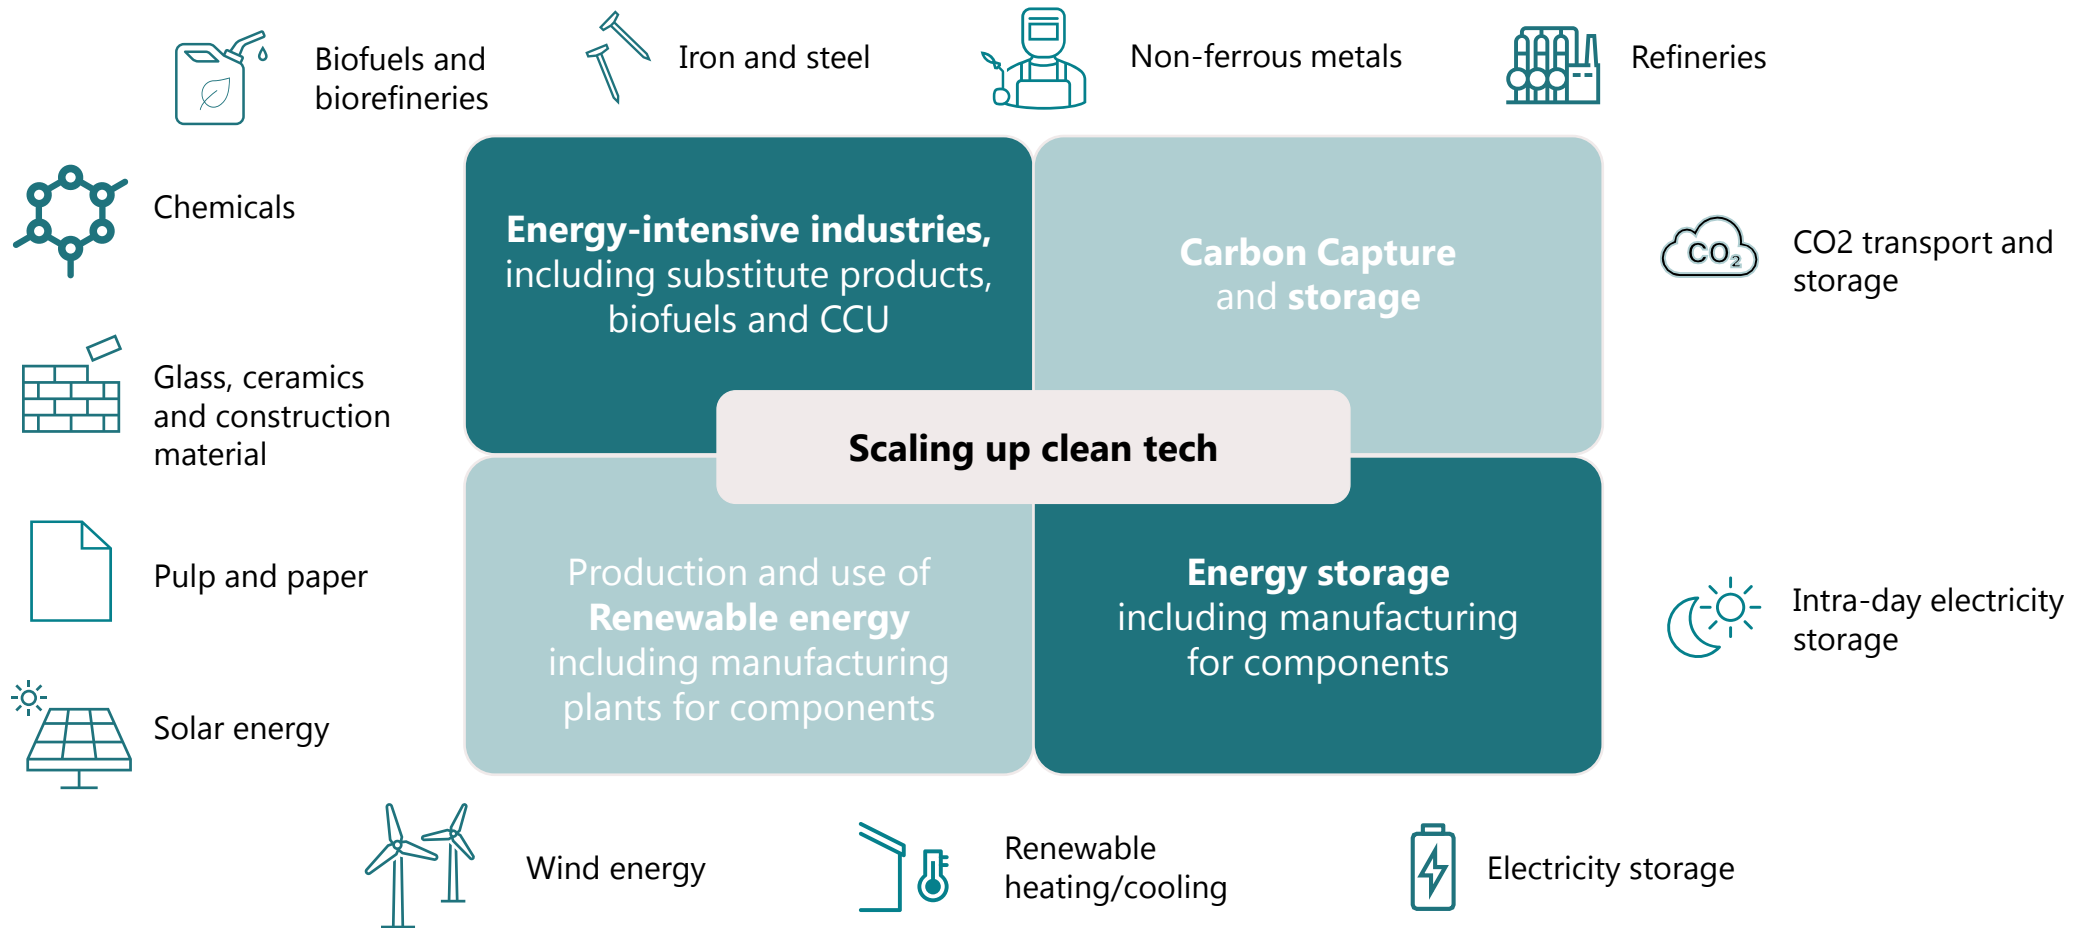 Biofuels and
biorefineries
Iron and steel
Non-ferrous metals
Refineries
Chemicals
Glass, ceramics
and construction
material
Pulp and paper
Solar energy
Energy-intensive industries,
including substitute products,
biofuels and CCU
Carbon Capture
and storage
Scaling up clean tech
Production and use of
Renewable energy
including manufacturing
plants for components
Energy storage
including manufacturing
for components
CO₂
CO2 transport and
storage
Intra-day electricity
storage
Wind energy
Renewable
heating/cooling
Electricity storage